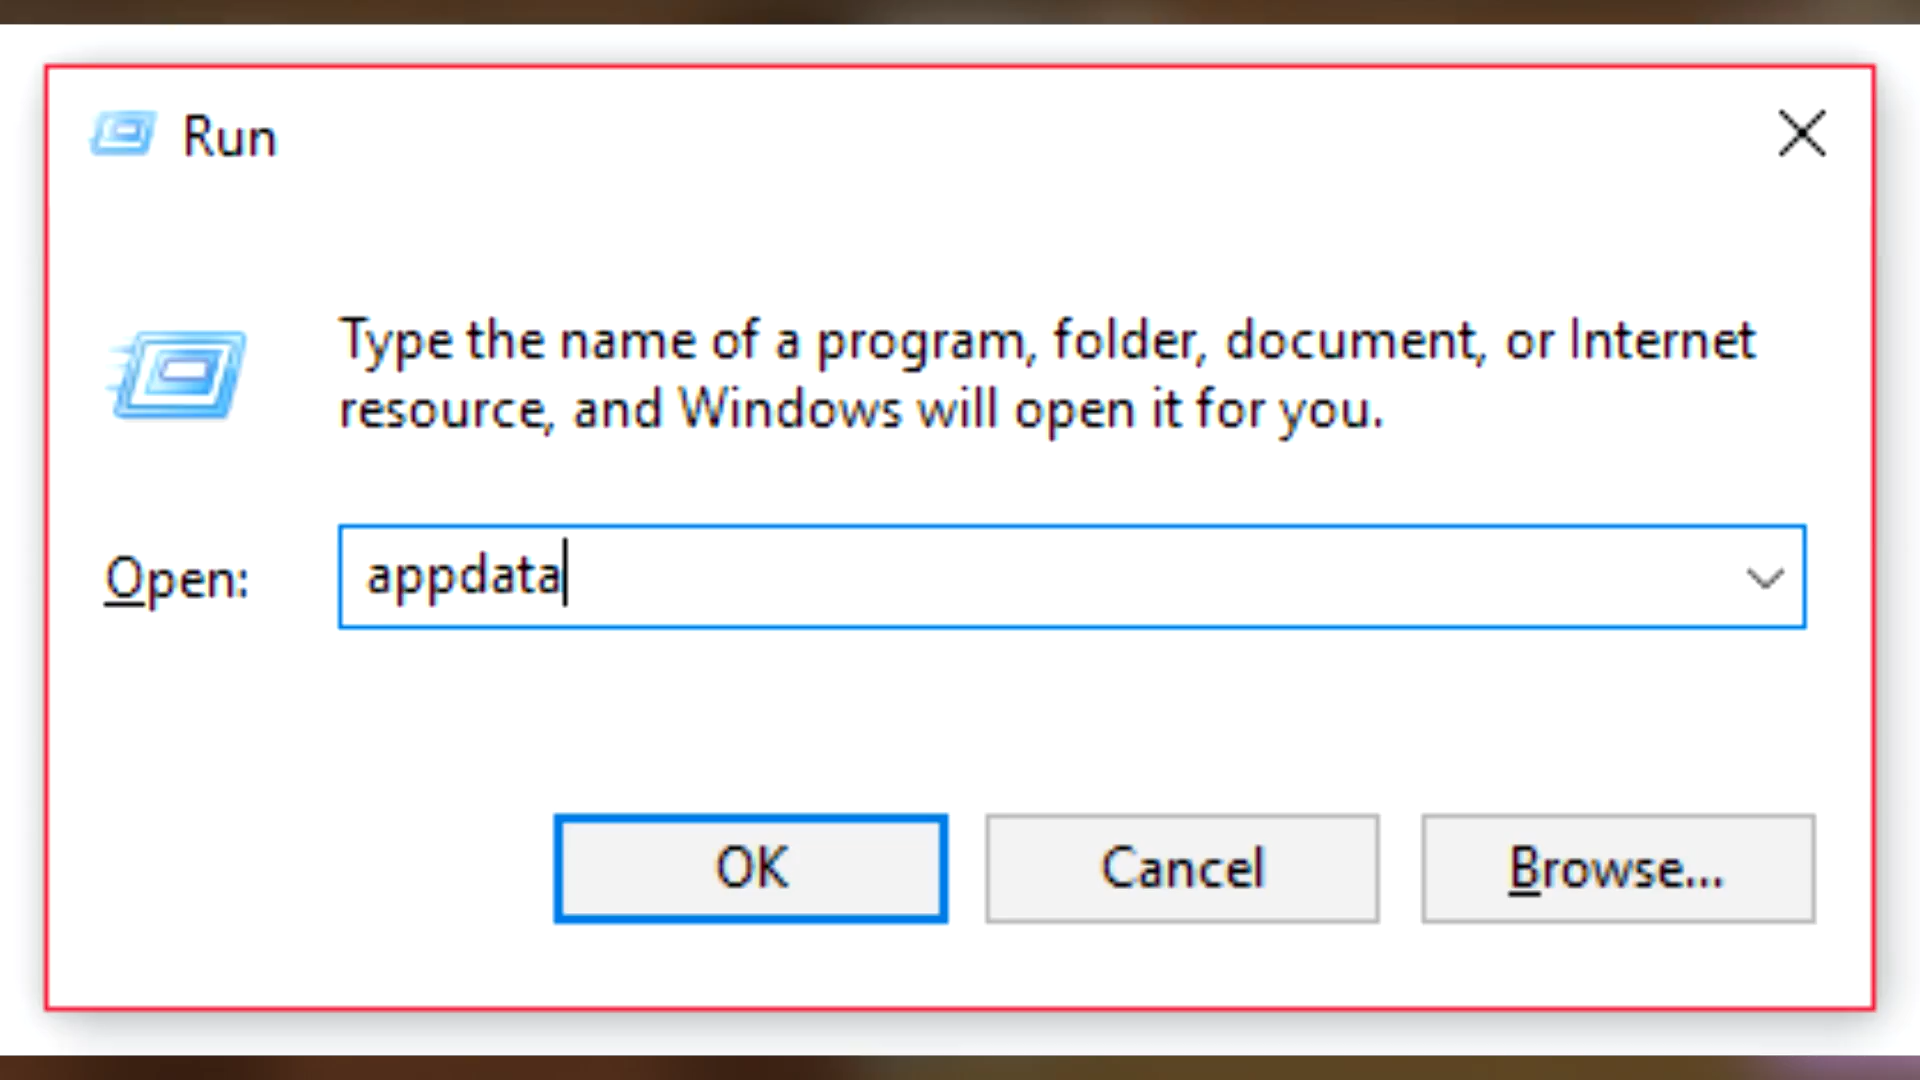 Run
Type the name of a program, folder, document, or Internet
resource, and Windows will open it for you.
Open: appdata
OK Cancel Browse...